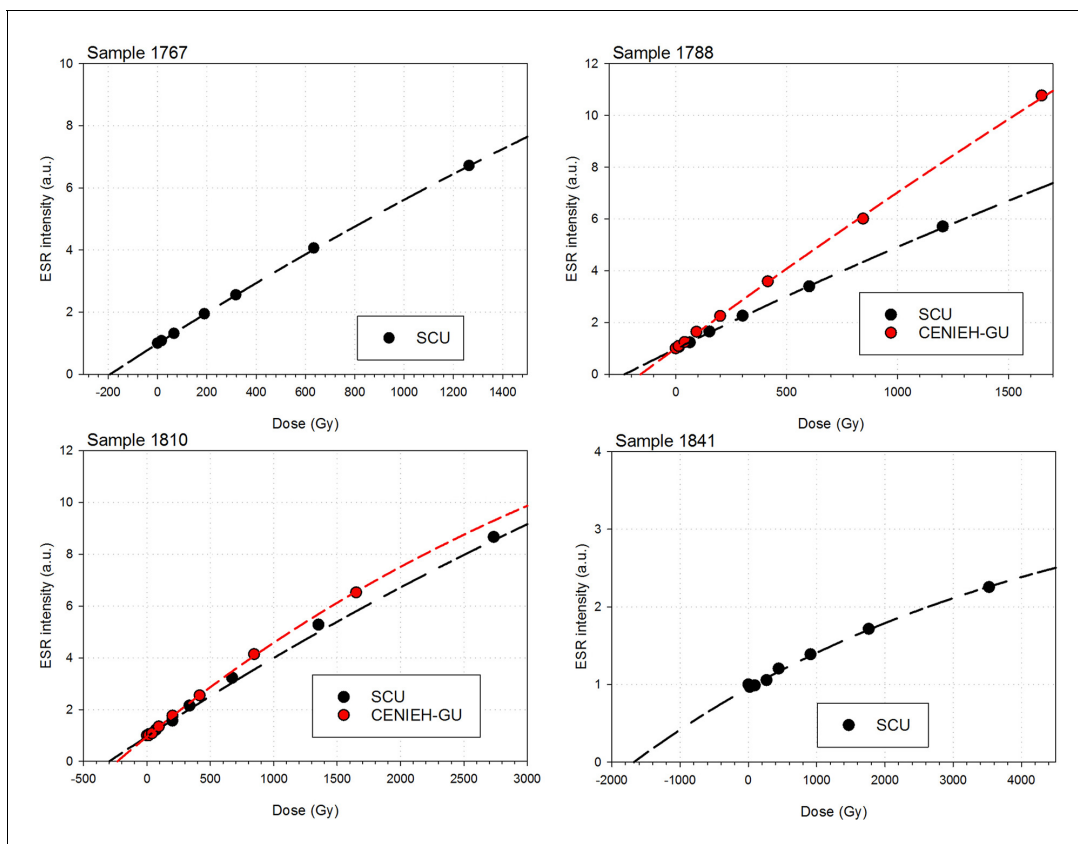 Sample 1767
10
8
6
4
2
0
ESR intensity (a.u.)
-200 0 200 400 600 800 1000 1200 1400
Dose (Gy)
SCU
Sample 1788
12
10
8
6
4
2
0
ESR intensity (a.u.)
0 500 1000 1500
Dose (Gy)
SCU
CENIEH-GU
Sample 1810
12
10
8
6
4
2
0
ESR intensity (a.u.)
-500 0 500 1000 1500 2000 2500 3000
Dose (Gy)
SCU
CENIEH-GU
Sample 1841
4
3
2
1
0
ESR intensity (a.u.)
-2000 -1000 0 1000 2000 3000 4000
Dose (Gy)
SCU